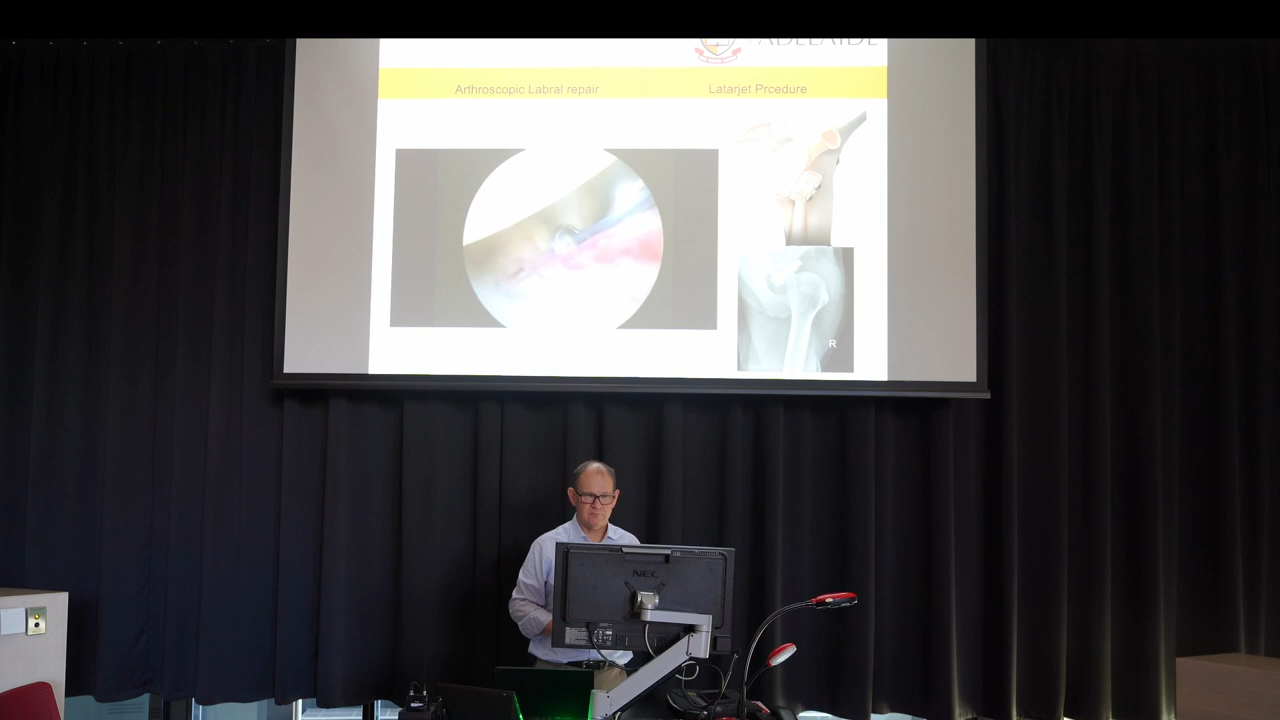 ADELAIDE
Arthroscopic Labral repair
Latarjet Prcedure
R
NEC